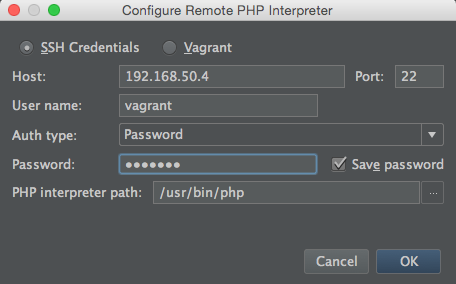 Configure Remote PHP Interpreter
SSH Credentials Vagrant
Host: 192.168.50.4 Port: 22
User name: vagrant
Auth type: Password
Password: ●●●●●●● Save password
PHP interpreter path: /usr/bin/php ...
Cancel OK